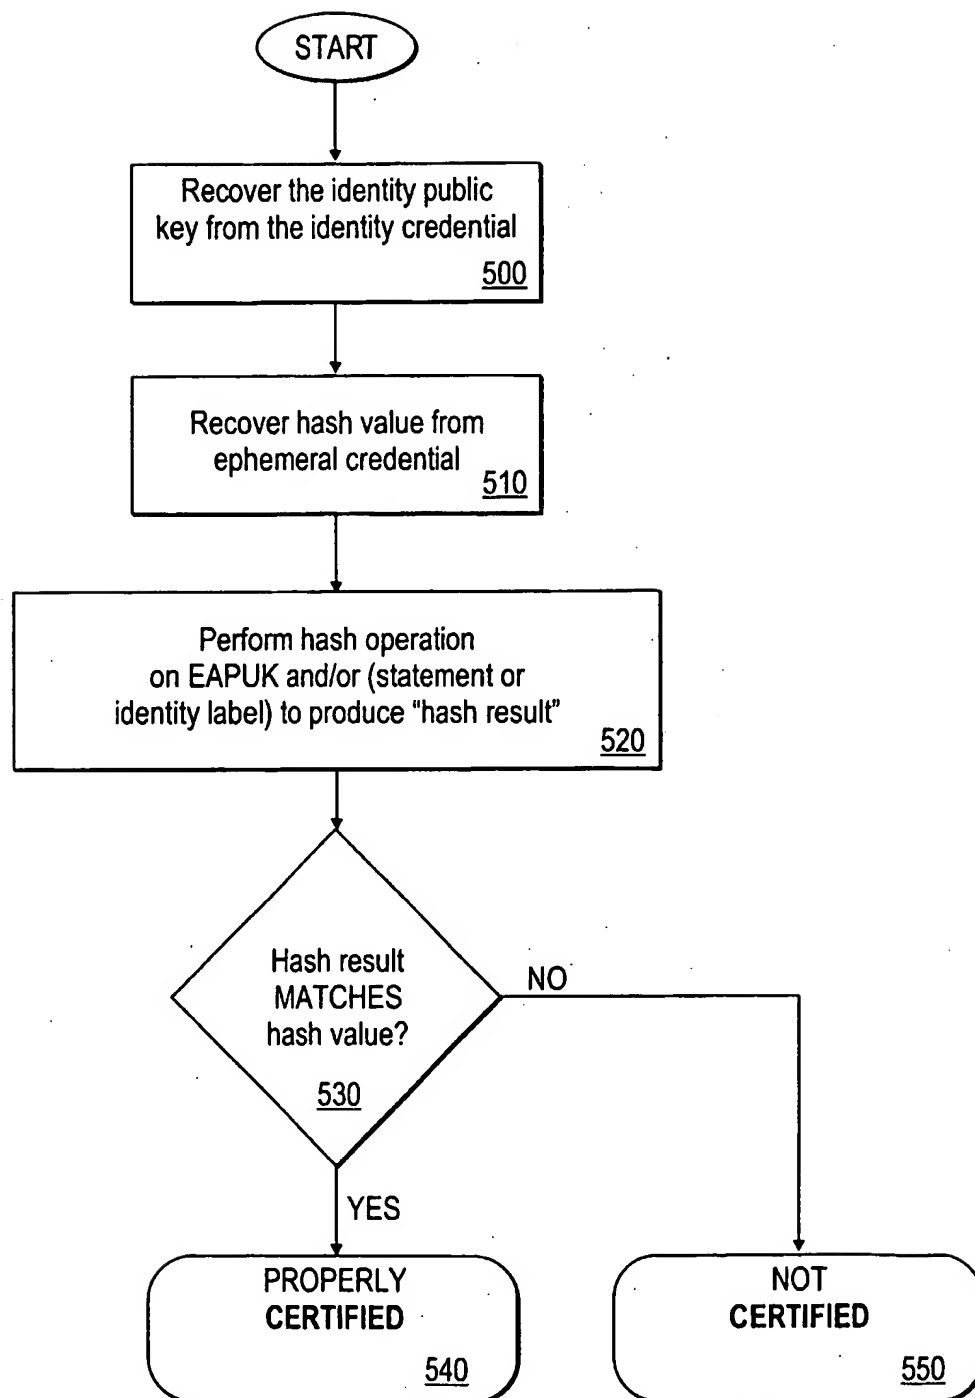 START
Recover the identity public
key from the identity credential
500
Recover hash value from
ephemeral credential
510
Perform hash operation
on EAPUK and/or (statement or
identity label) to produce “hash result”
520
Hash result
MATCHES
hash value?
530
NO
YES
PROPERLY
CERTIFIED
540
NOT
CERTIFIED
550